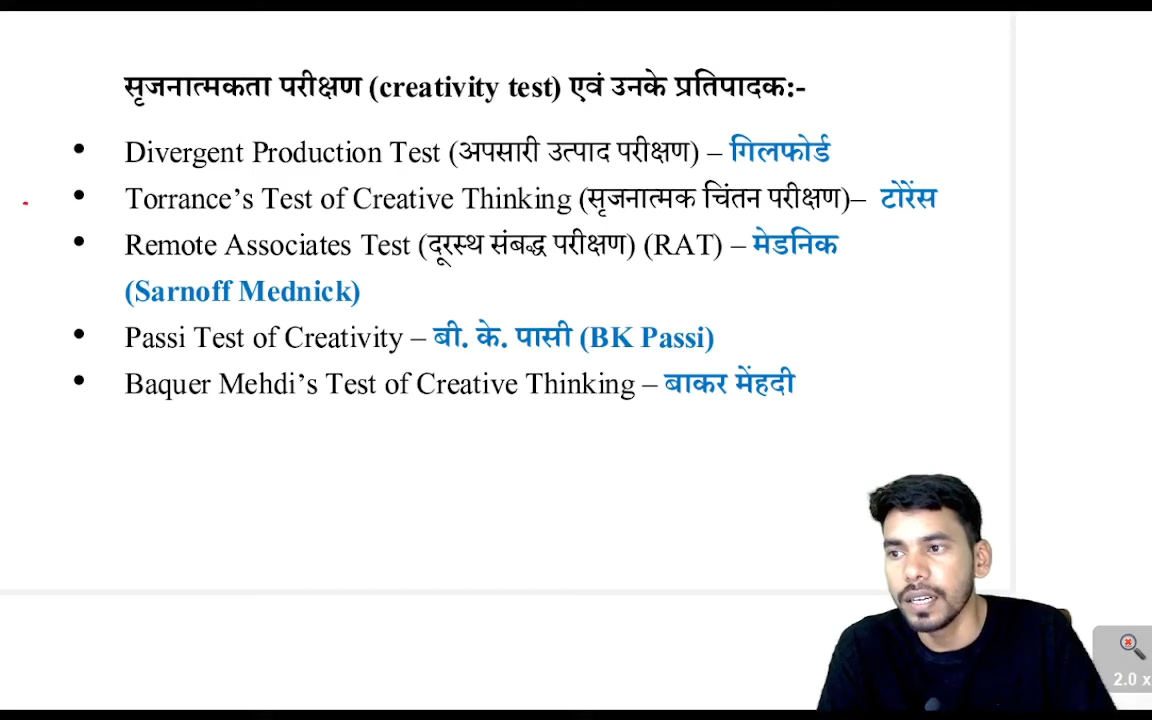 सृजनात्मकता परीक्षण (creativity test) एवं उनके प्रतिपादक:-
• Divergent Production Test (अपसारी उत्पाद परीक्षण) – गिलफोर्ड
• Torrance’s Test of Creative Thinking (सृजनात्मक चिंतन परीक्षण)– टोरेंस
• Remote Associates Test (दूरस्थ संबद्ध परीक्षण) (RAT) – मेडनिक
(Sarnoff Mednick)
• Passi Test of Creativity – बी. के. पासी (BK Passi)
• Baquer Mehdi’s Test of Creative Thinking – बाकर मेंहदी
2.0 x